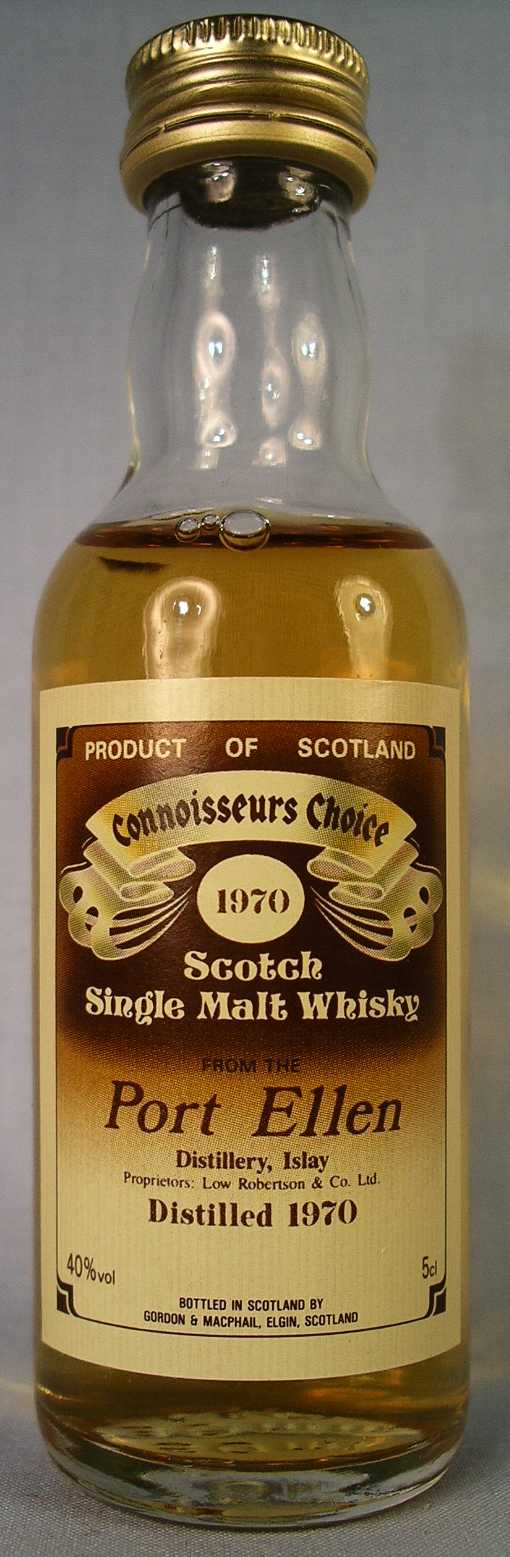 PRODUCT OF SCOTLAND
Connoisseurs Choice
1970
Scotch
Single Malt Whisky
FROM THE
Port Ellen
Distillery, Islay
Proprietors: Low Robertson & Co. Ltd.
Distilled 1970
40%vol 5cl
BOTTLED IN SCOTLAND BY
GORDON & MACPHAIL, ELGIN, SCOTLAND